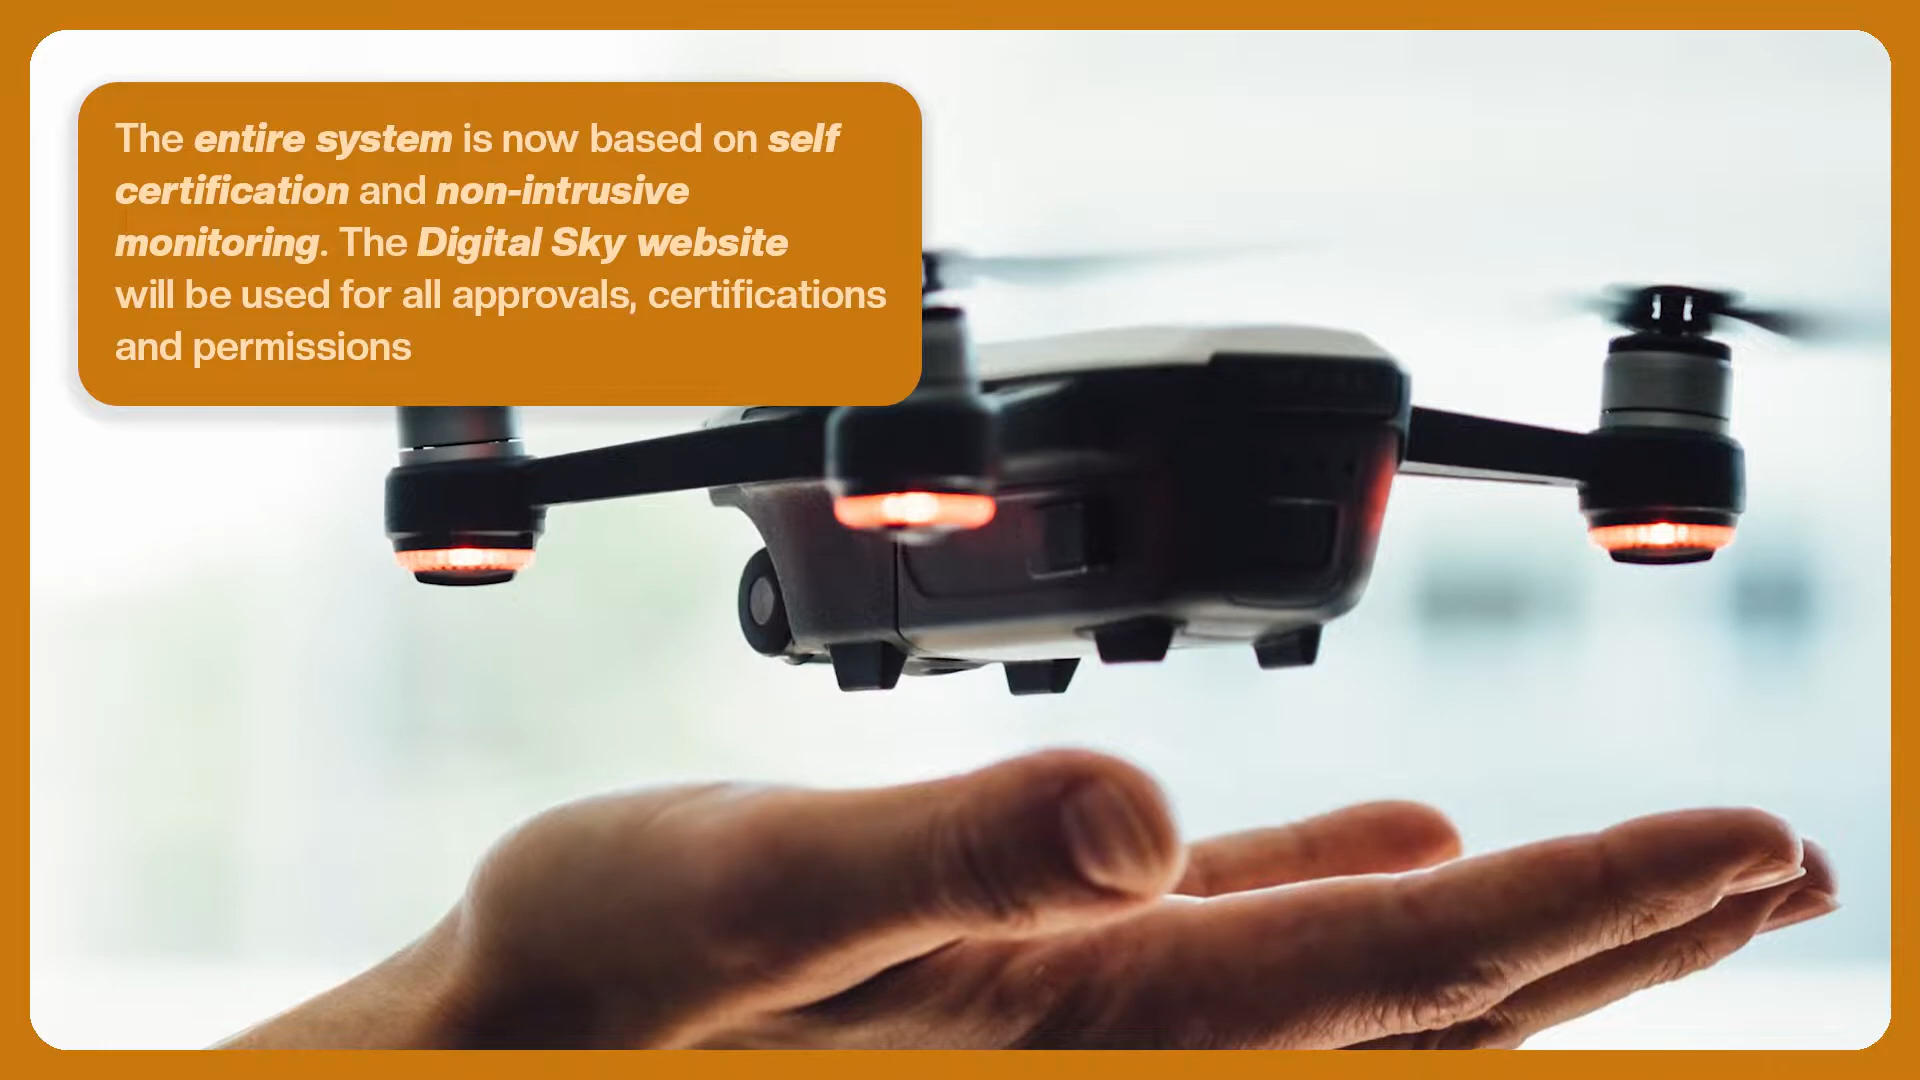 The entire system is now based on self
certification and non-intrusive
monitoring. The Digital Sky website
will be used for all approvals, certifications
and permissions